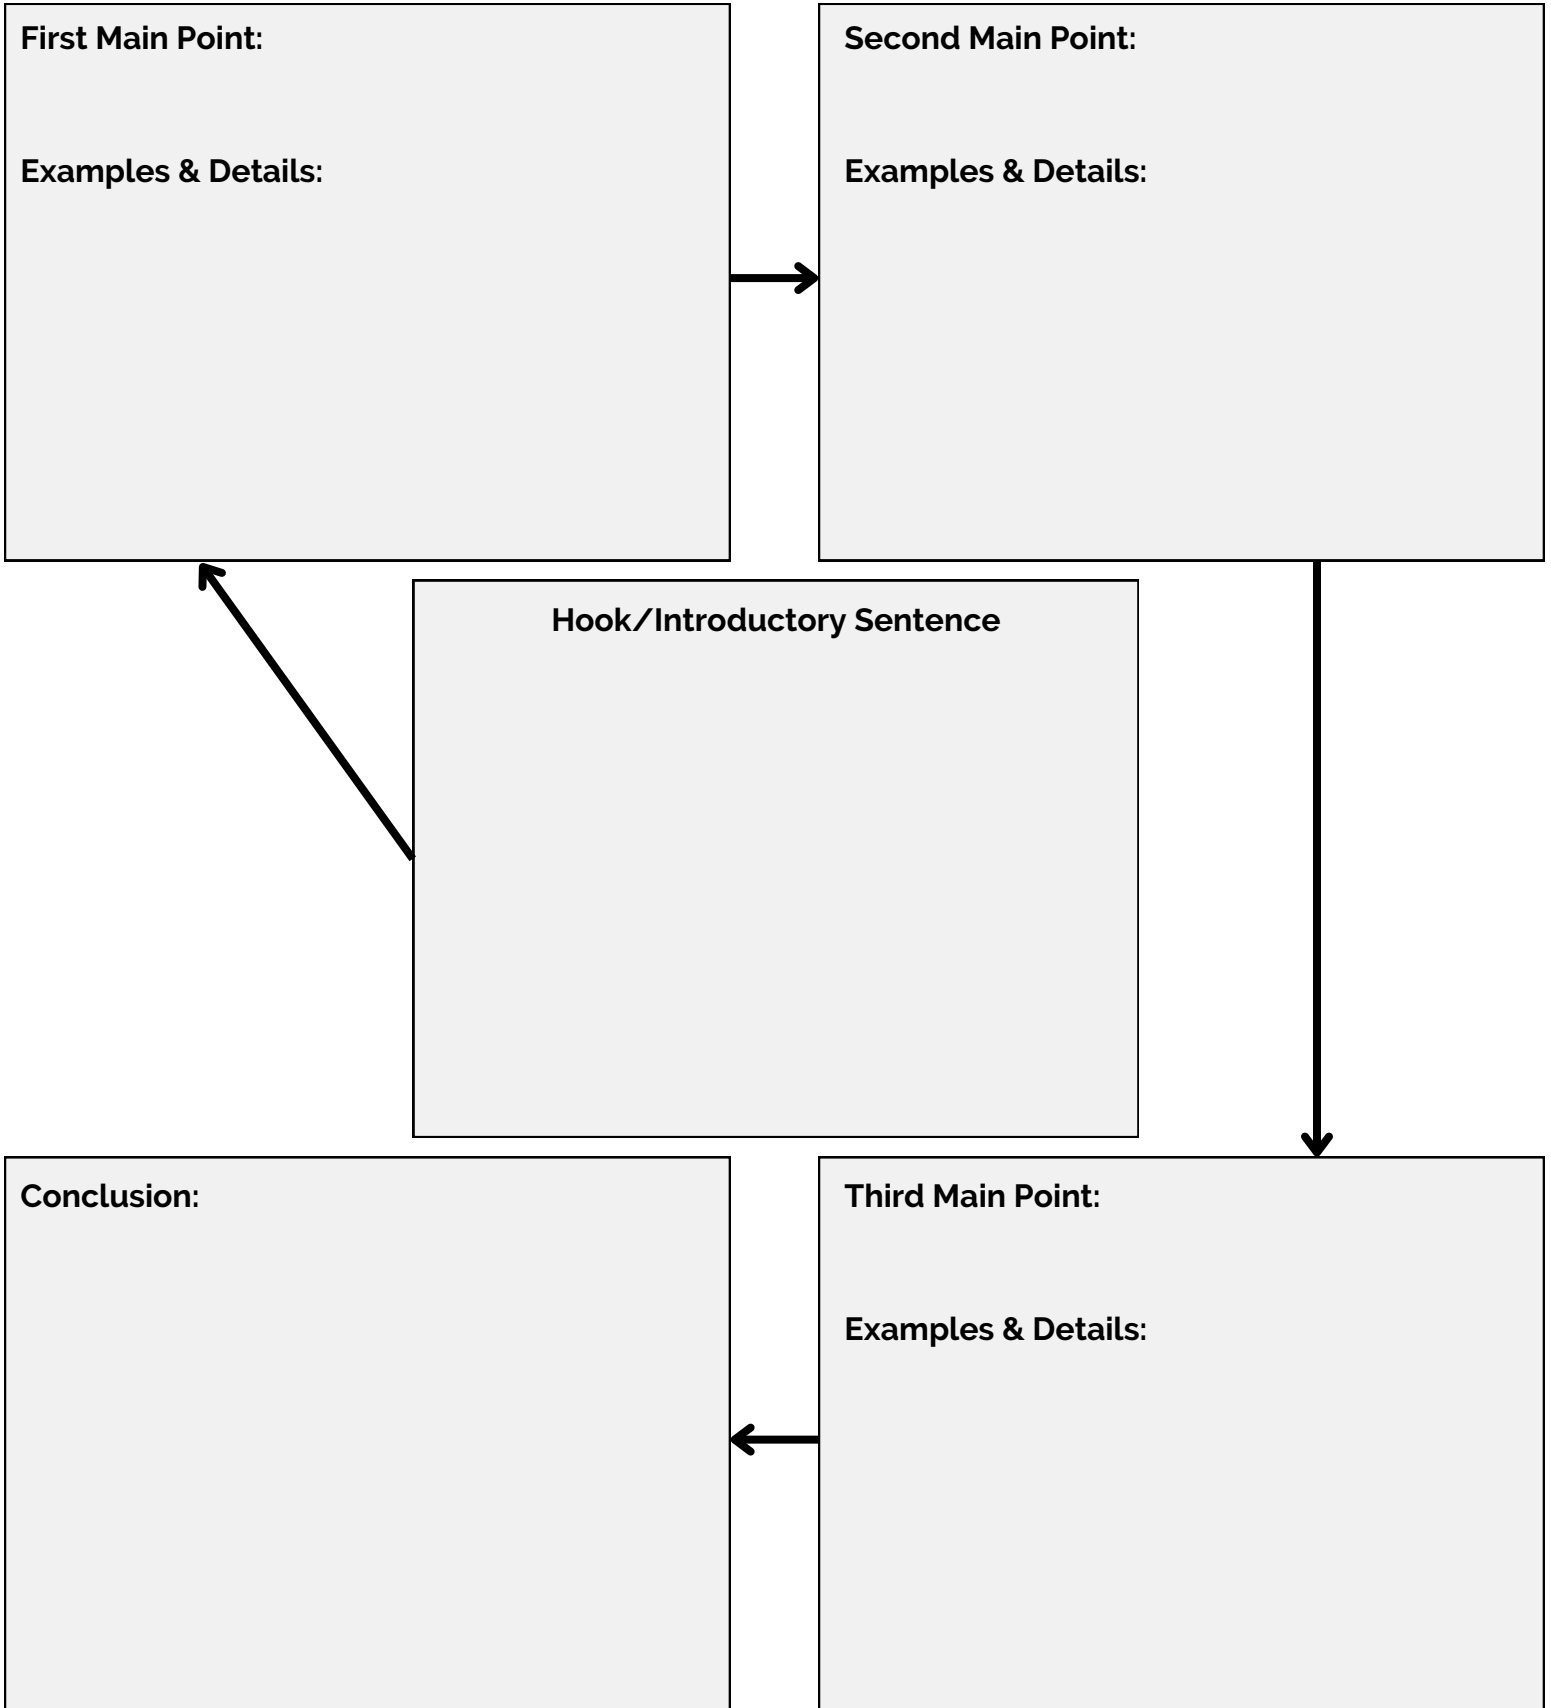 First Main Point:
Examples & Details:
Second Main Point:
Examples & Details:
Hook/Introductory Sentence
Conclusion:
Third Main Point:
Examples & Details: